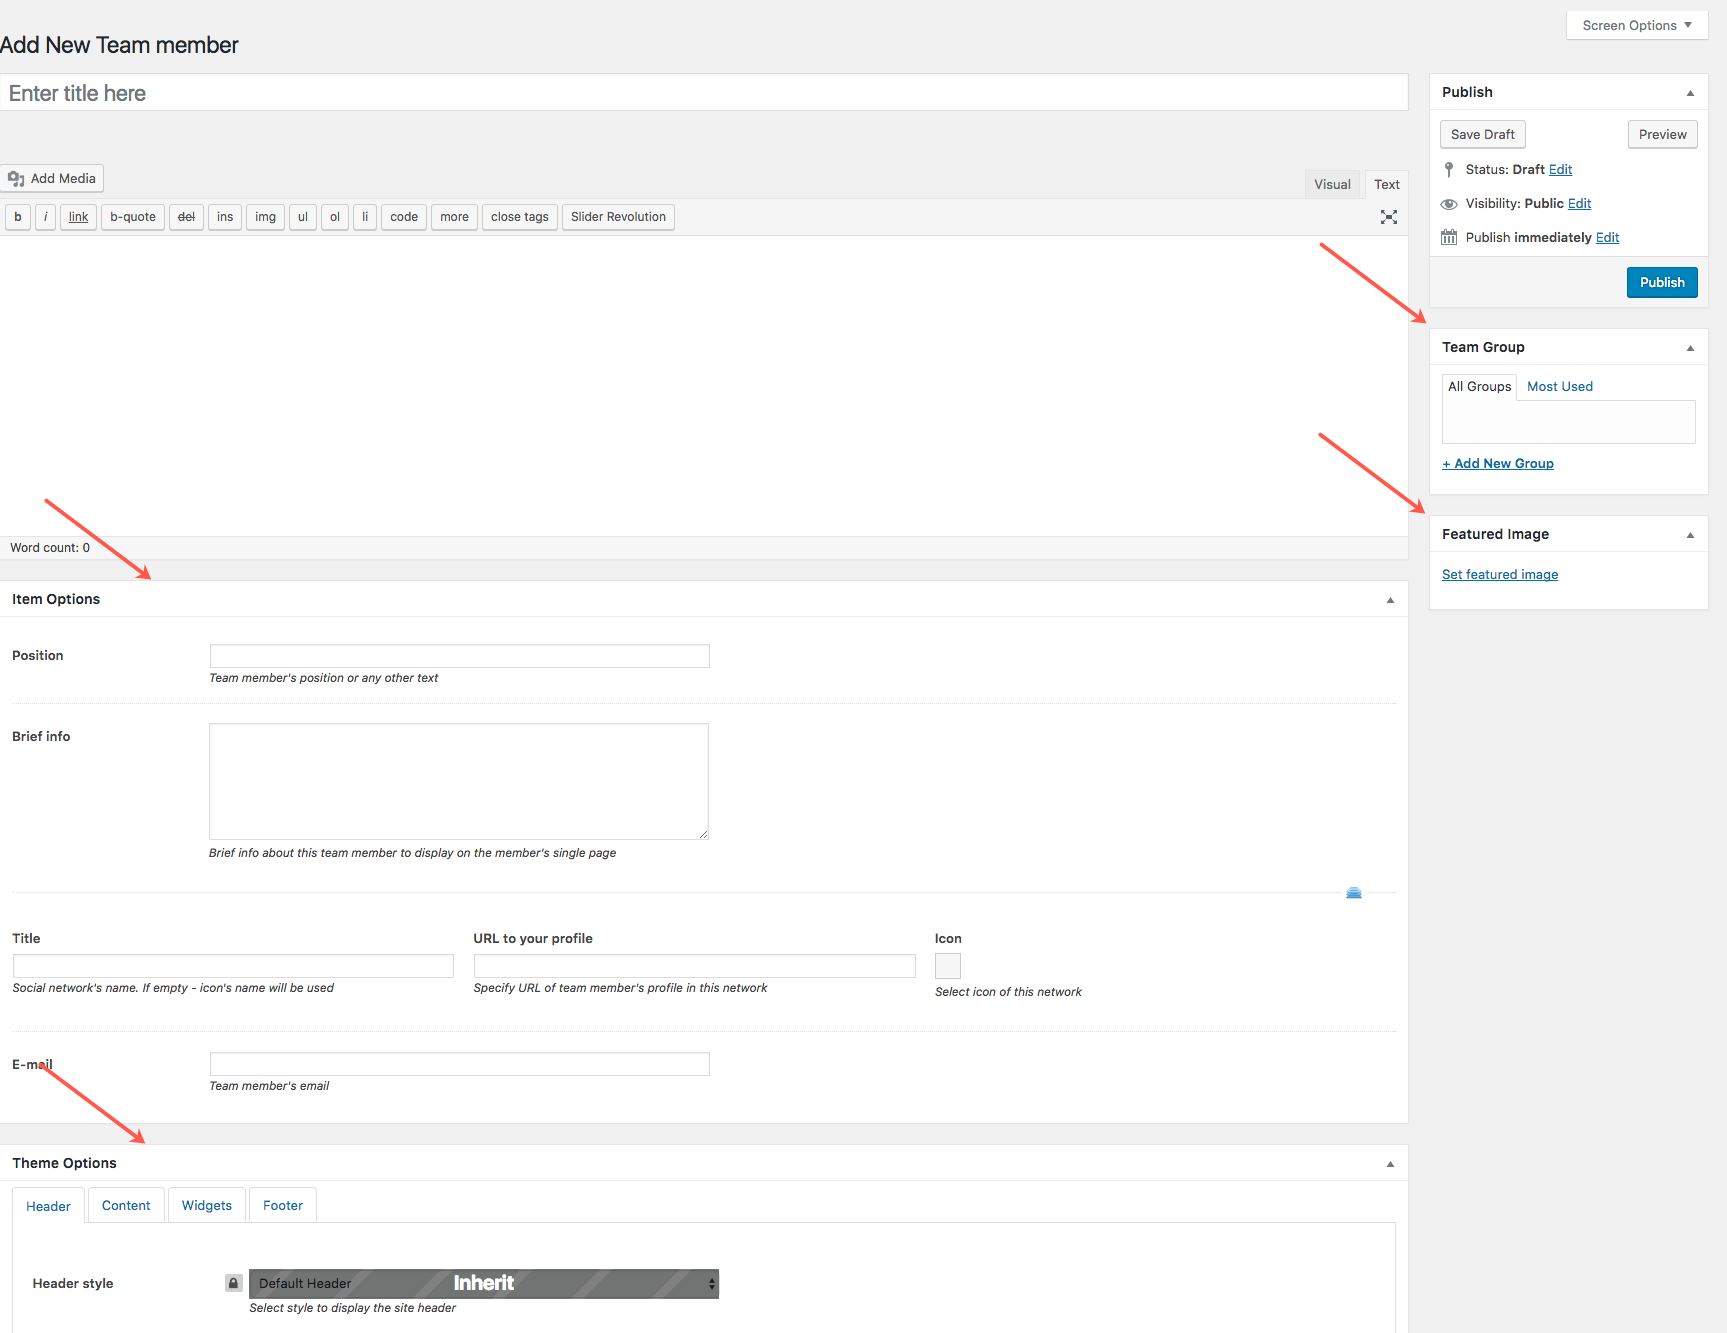 Screen Options
Add New Team member
Enter title here
Add Media
Visual
Text
b
i
link
b-quote
del
ins
img
ul
ol
li
code
more
close tags
Slider Revolution
Word count: 0
Item Options
Position
Team member's position or any other text
Brief info
Brief info about this team member to display on the member's single page
Title
URL to your profile
Icon
Social network's name. If empty - icon's name will be used
Specify URL of team member's profile in this network
Select icon of this network
E-mail
Team member's email
Theme Options
Header
Content
Widgets
Footer
Header style
Default Header
Inherit
Select style to display the site header
Publish
Save Draft
Preview
Status: Draft Edit
Visibility: Public Edit
Publish immediately Edit
Publish
Team Group
All Groups
Most Used
+ Add New Group
Featured Image
Set featured image